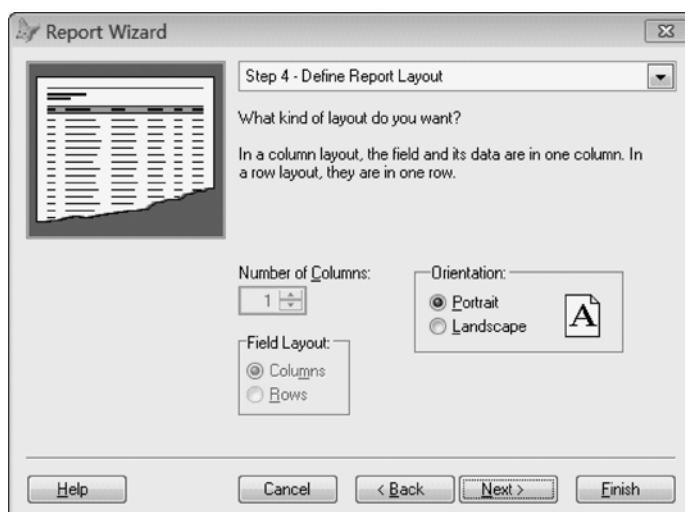 Report Wizard
Step 4 - Define Report Layout
What kind of layout do you want?
In a column layout, the field and its data are in one column. In
a row layout, they are in one row.
Number of Columns:
1
Orientation:
Portrait
Landscape
A
Field Layout:
Columns
Rows
Help
Cancel
< Back
Next >
Finish